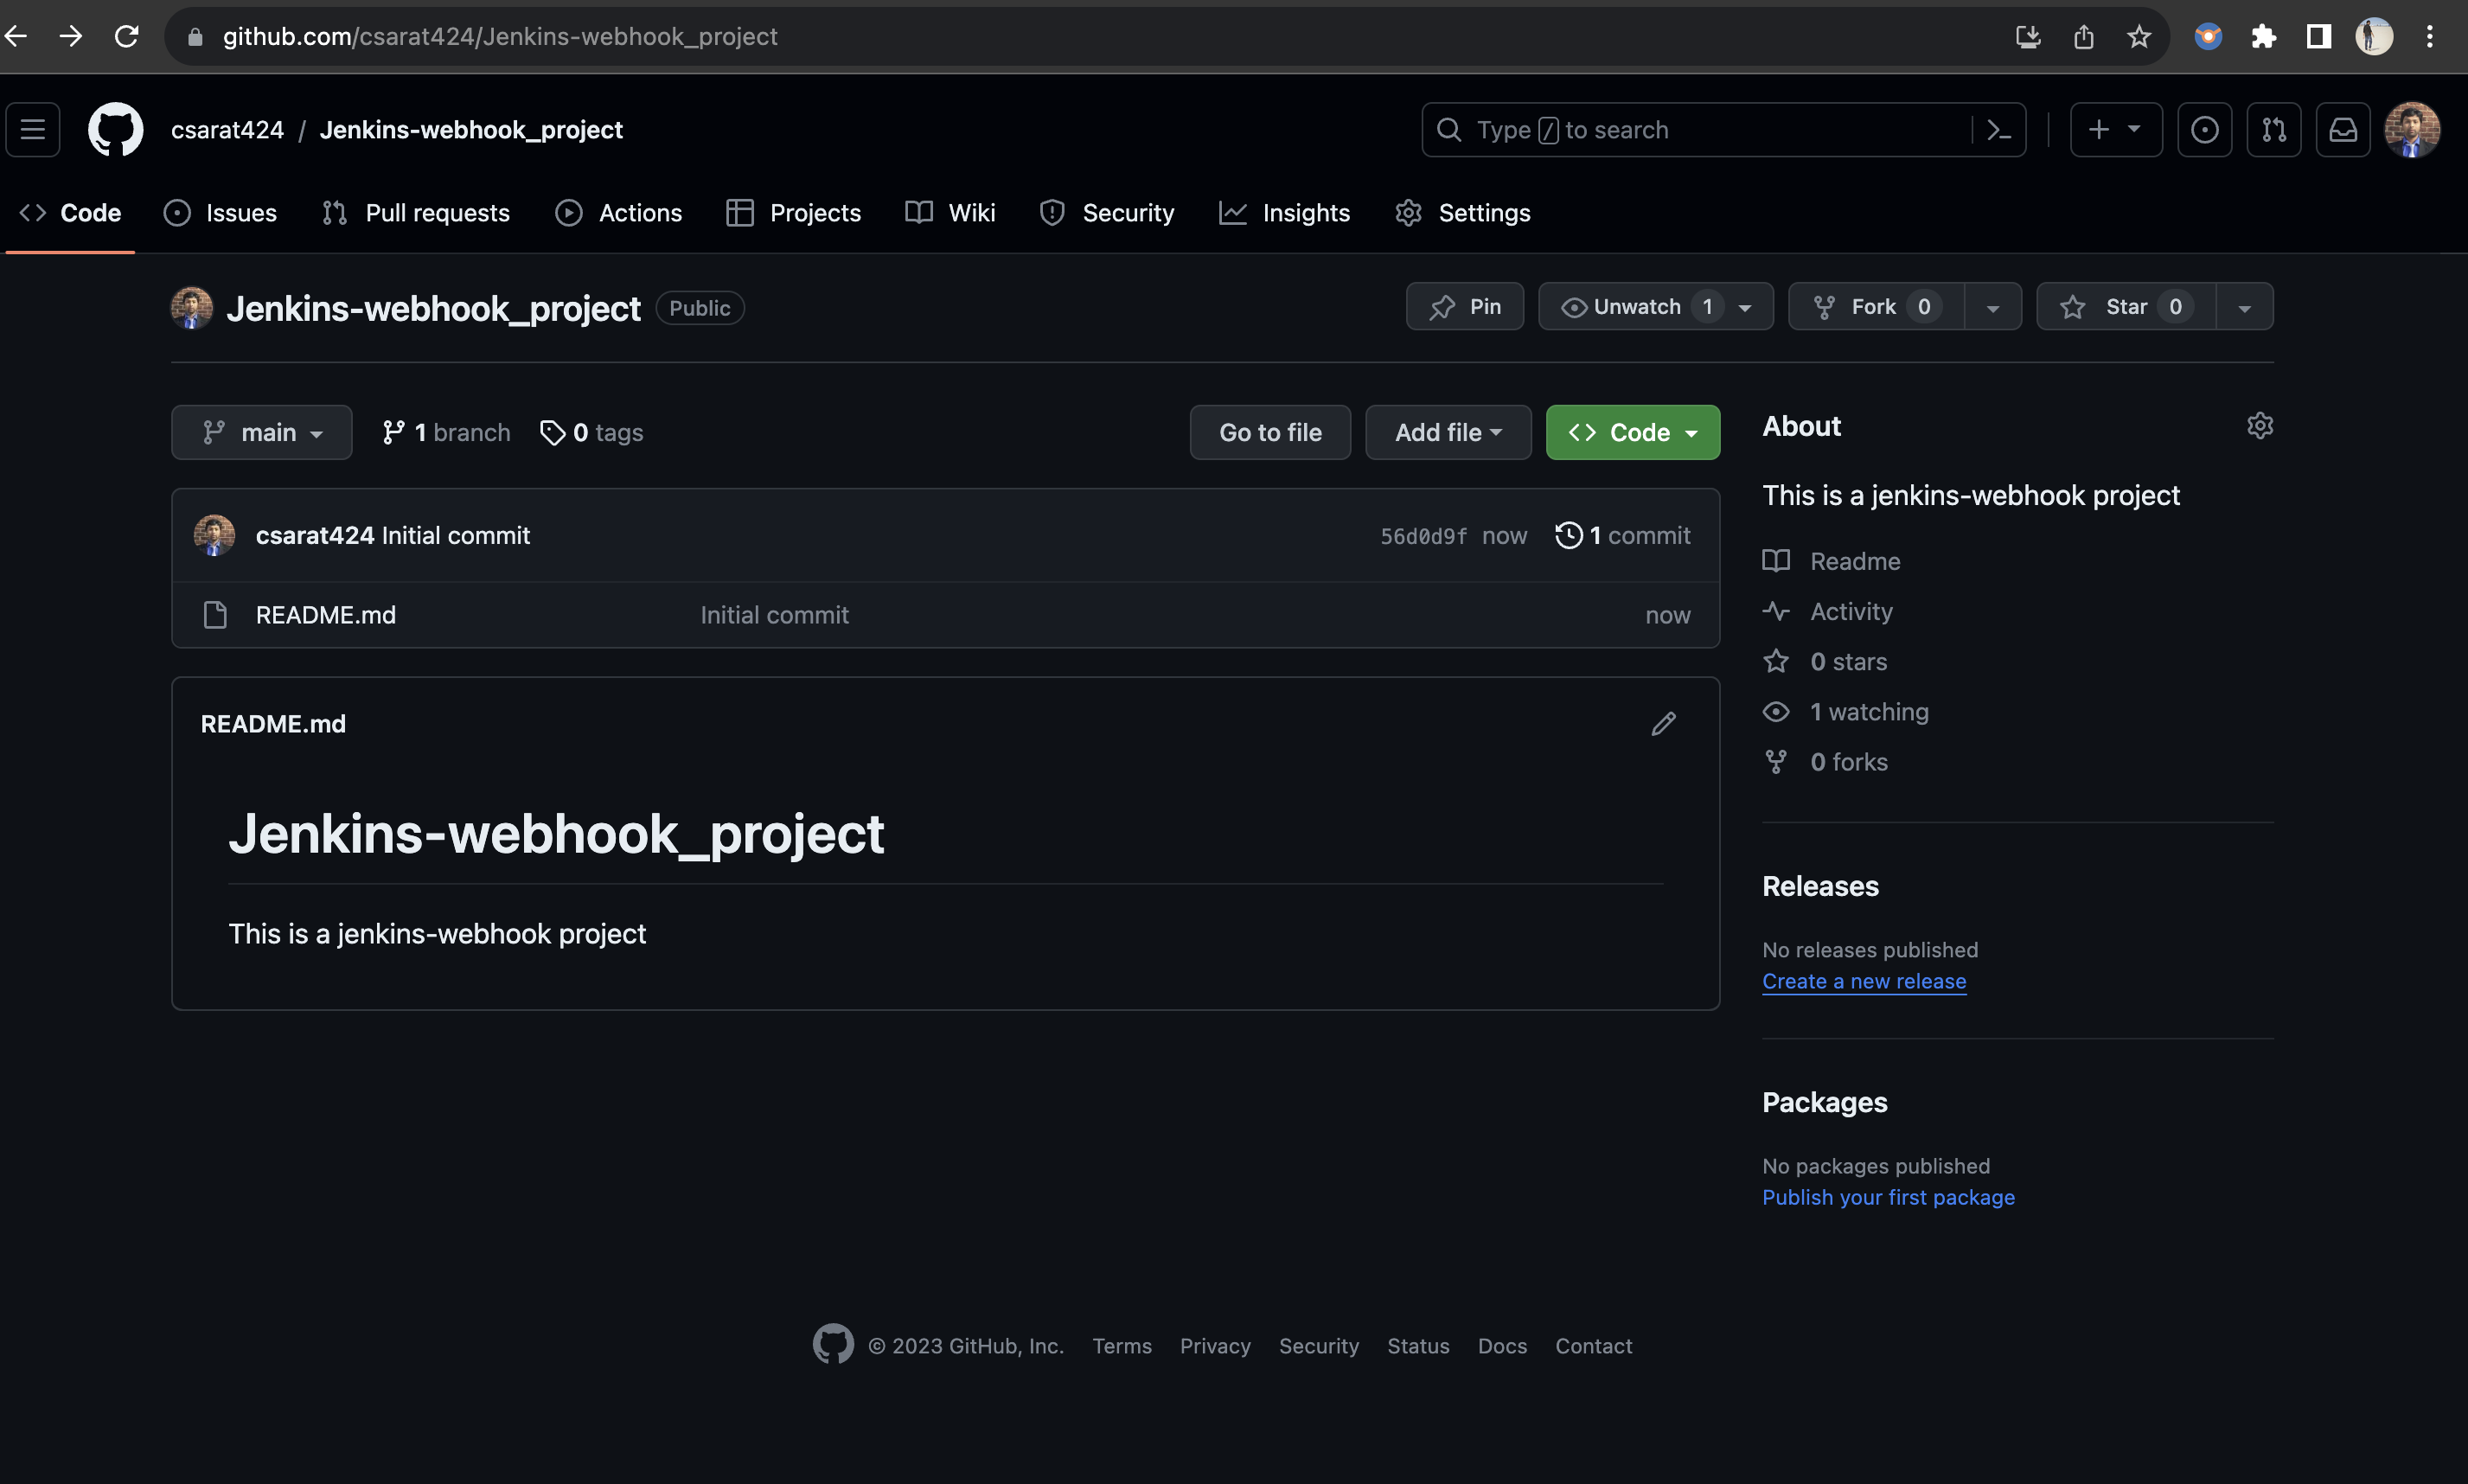 github.com/csarat424/Jenkins-webhook_project
csarat424 / Jenkins-webhook_project
Type / to search
Code Issues Pull requests Actions Projects Wiki Security Insights Settings
Jenkins-webhook_project Public
Pin Unwatch 1 Fork 0 Star 0
main 1 branch 0 tags Go to file Add file Code
csarat424 Initial commit 56d0d9f now 1 commit
README.md Initial commit now
README.md
Jenkins-webhook_project
This is a jenkins-webhook project
About
This is a jenkins-webhook project
Readme
Activity
0 stars
1 watching
0 forks
Releases
No releases published
Create a new release
Packages
No packages published
Publish your first package
© 2023 GitHub, Inc. Terms Privacy Security Status Docs Contact